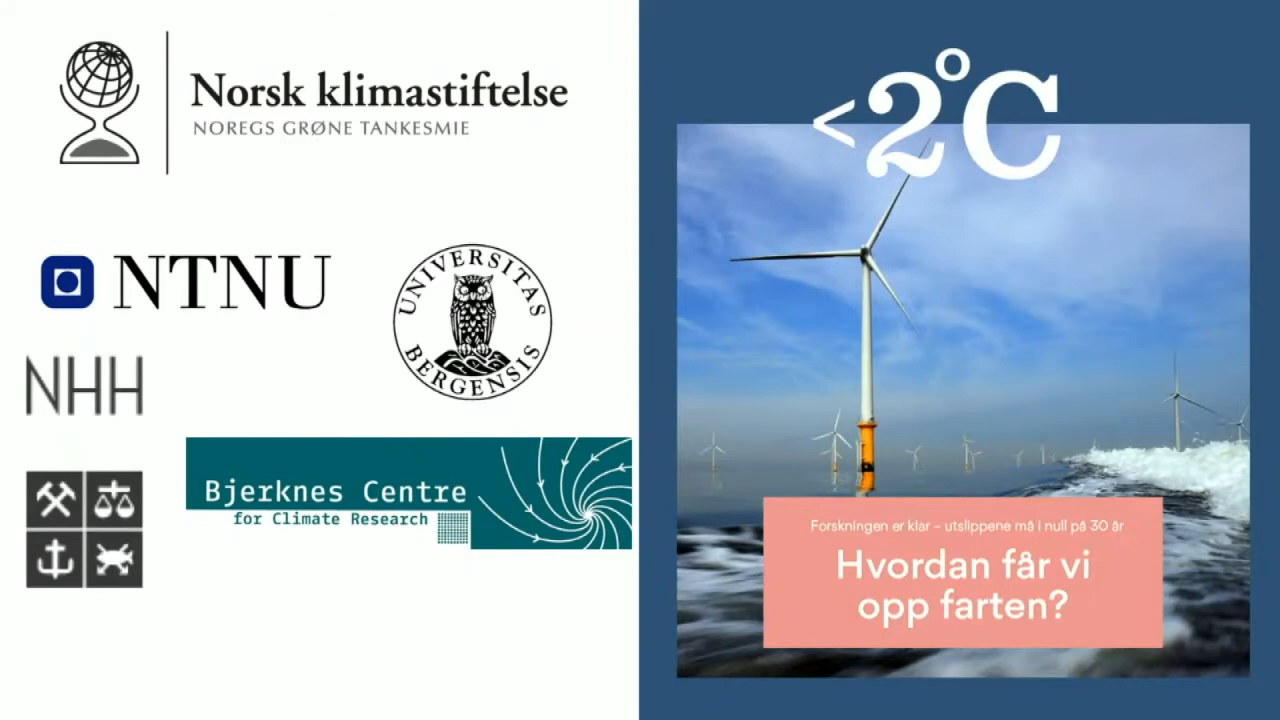 Norsk klimastiftelse
NOREGS GRØNE TANKESMIE
NTNU
UNIVERSITAS
BERGENSIS
NHH
Bjerknes Centre
for Climate Research
<2°C
Forskningen er klar – utslippene må i null på 30 år
Hvordan får vi
opp farten?